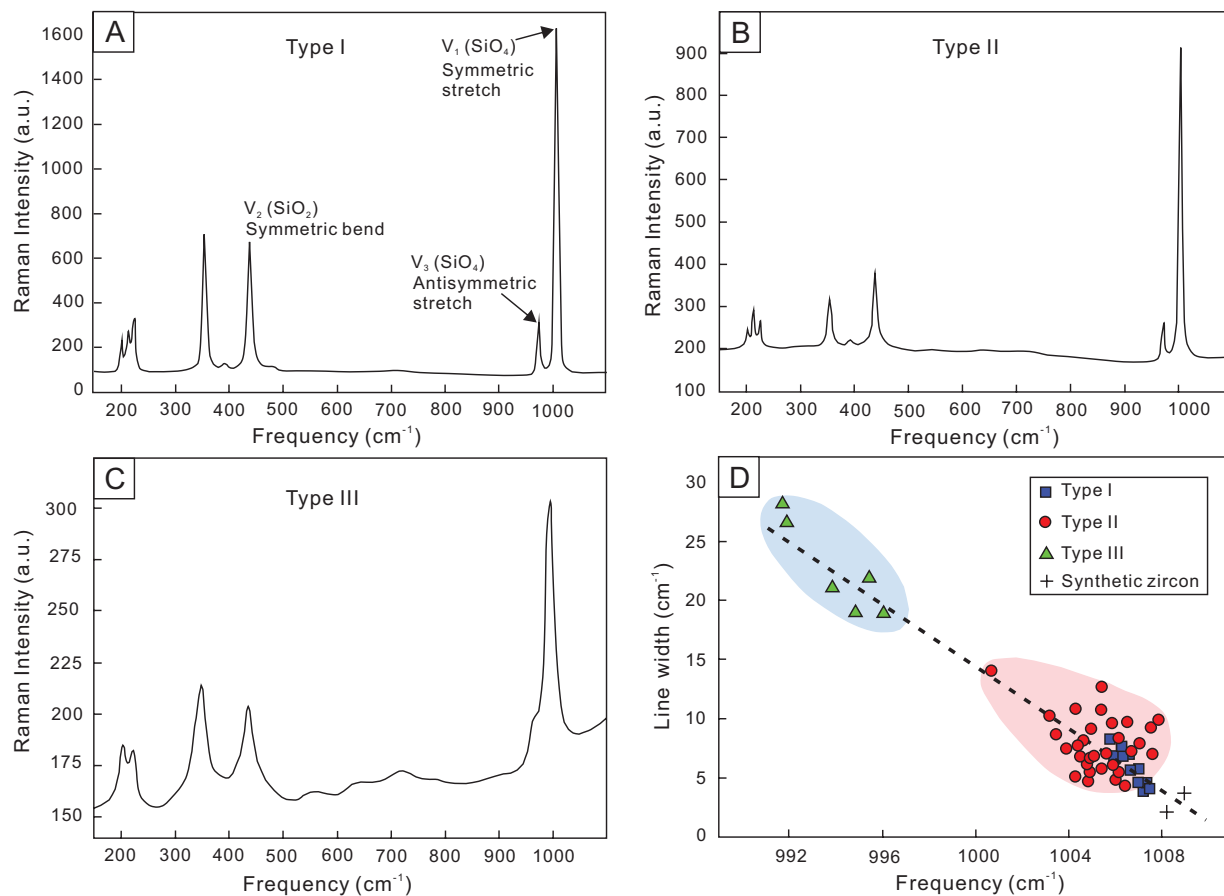 A
Type I
V₁ (SiO₄)
Symmetric
stretch
V₂ (SiO₂)
Symmetric bend
V₃ (SiO₄)
Antisymmetric
stretch
1600
1400
1200
1000
800
600
400
200
0
Raman Intensity (a.u.)
200 300 400 500 600 700 800 900 1000
Frequency (cm⁻¹)
B
Type II
900
800
700
600
500
400
300
200
100
Raman Intensity (a.u.)
200 300 400 500 600 700 800 900 1000
Frequency (cm⁻¹)
C
Type III
300
275
250
225
200
175
150
Raman Intensity (a.u.)
200 300 400 500 600 700 800 900 1000
Frequency (cm⁻¹)
D
Type I
Type II
Type III
Synthetic zircon
30
25
20
15
10
5
0
Line width (cm⁻¹)
992 996 1000 1004 1008
Frequency (cm⁻¹)